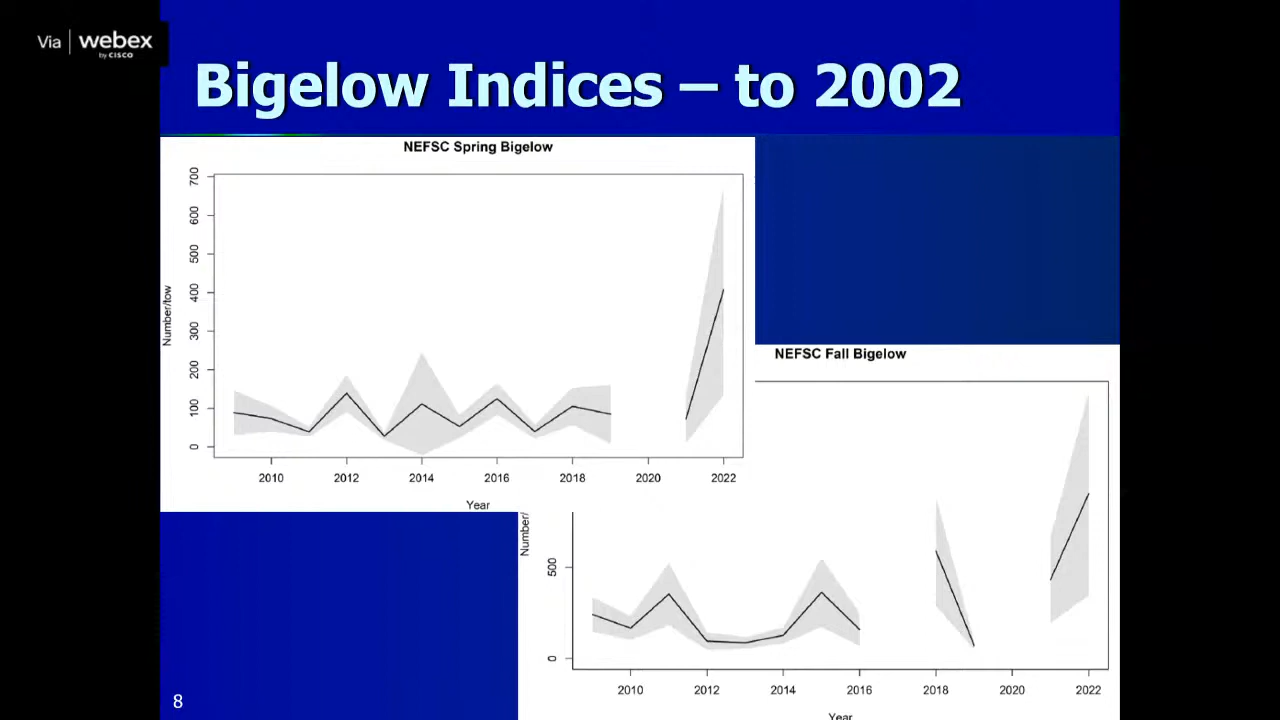 Via webex
by CISCO
Bigelow Indices – to 2002
NEFSC Spring Bigelow
700
600
500
400
300
200
100
0
Number/tow
2010 2012 2014 2016 2018 2020 2022
Year
NEFSC Fall Bigelow
Number/
500
0
2010 2012 2014 2016 2018 2020 2022
Year
8